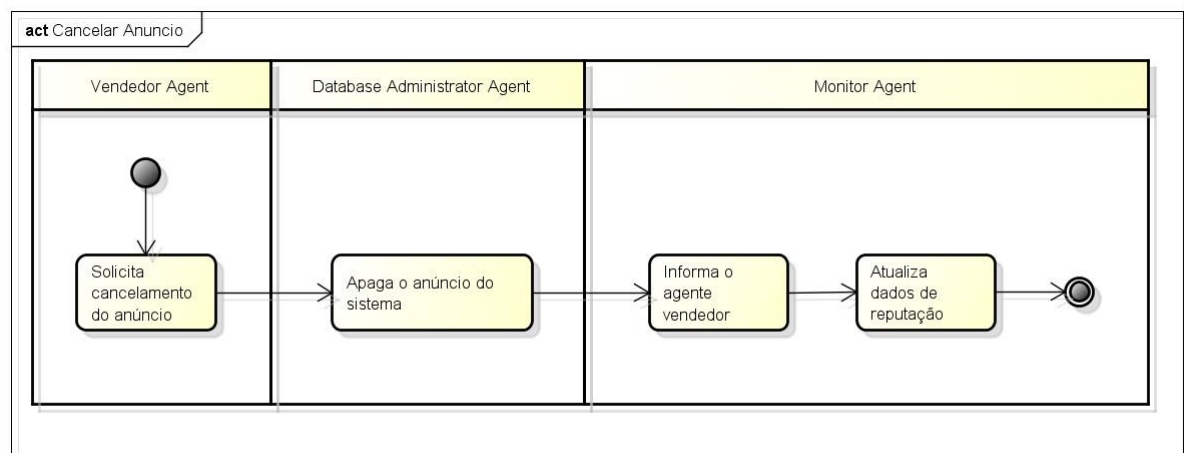 act Cancelar Anuncio
Vendedor Agent
Database Administrator Agent
Monitor Agent
Solicita
cancelamento
do anúncio
Apaga o anúncio do
sistema
Informa o
agente
vendedor
Atualiza
dados de
reputação